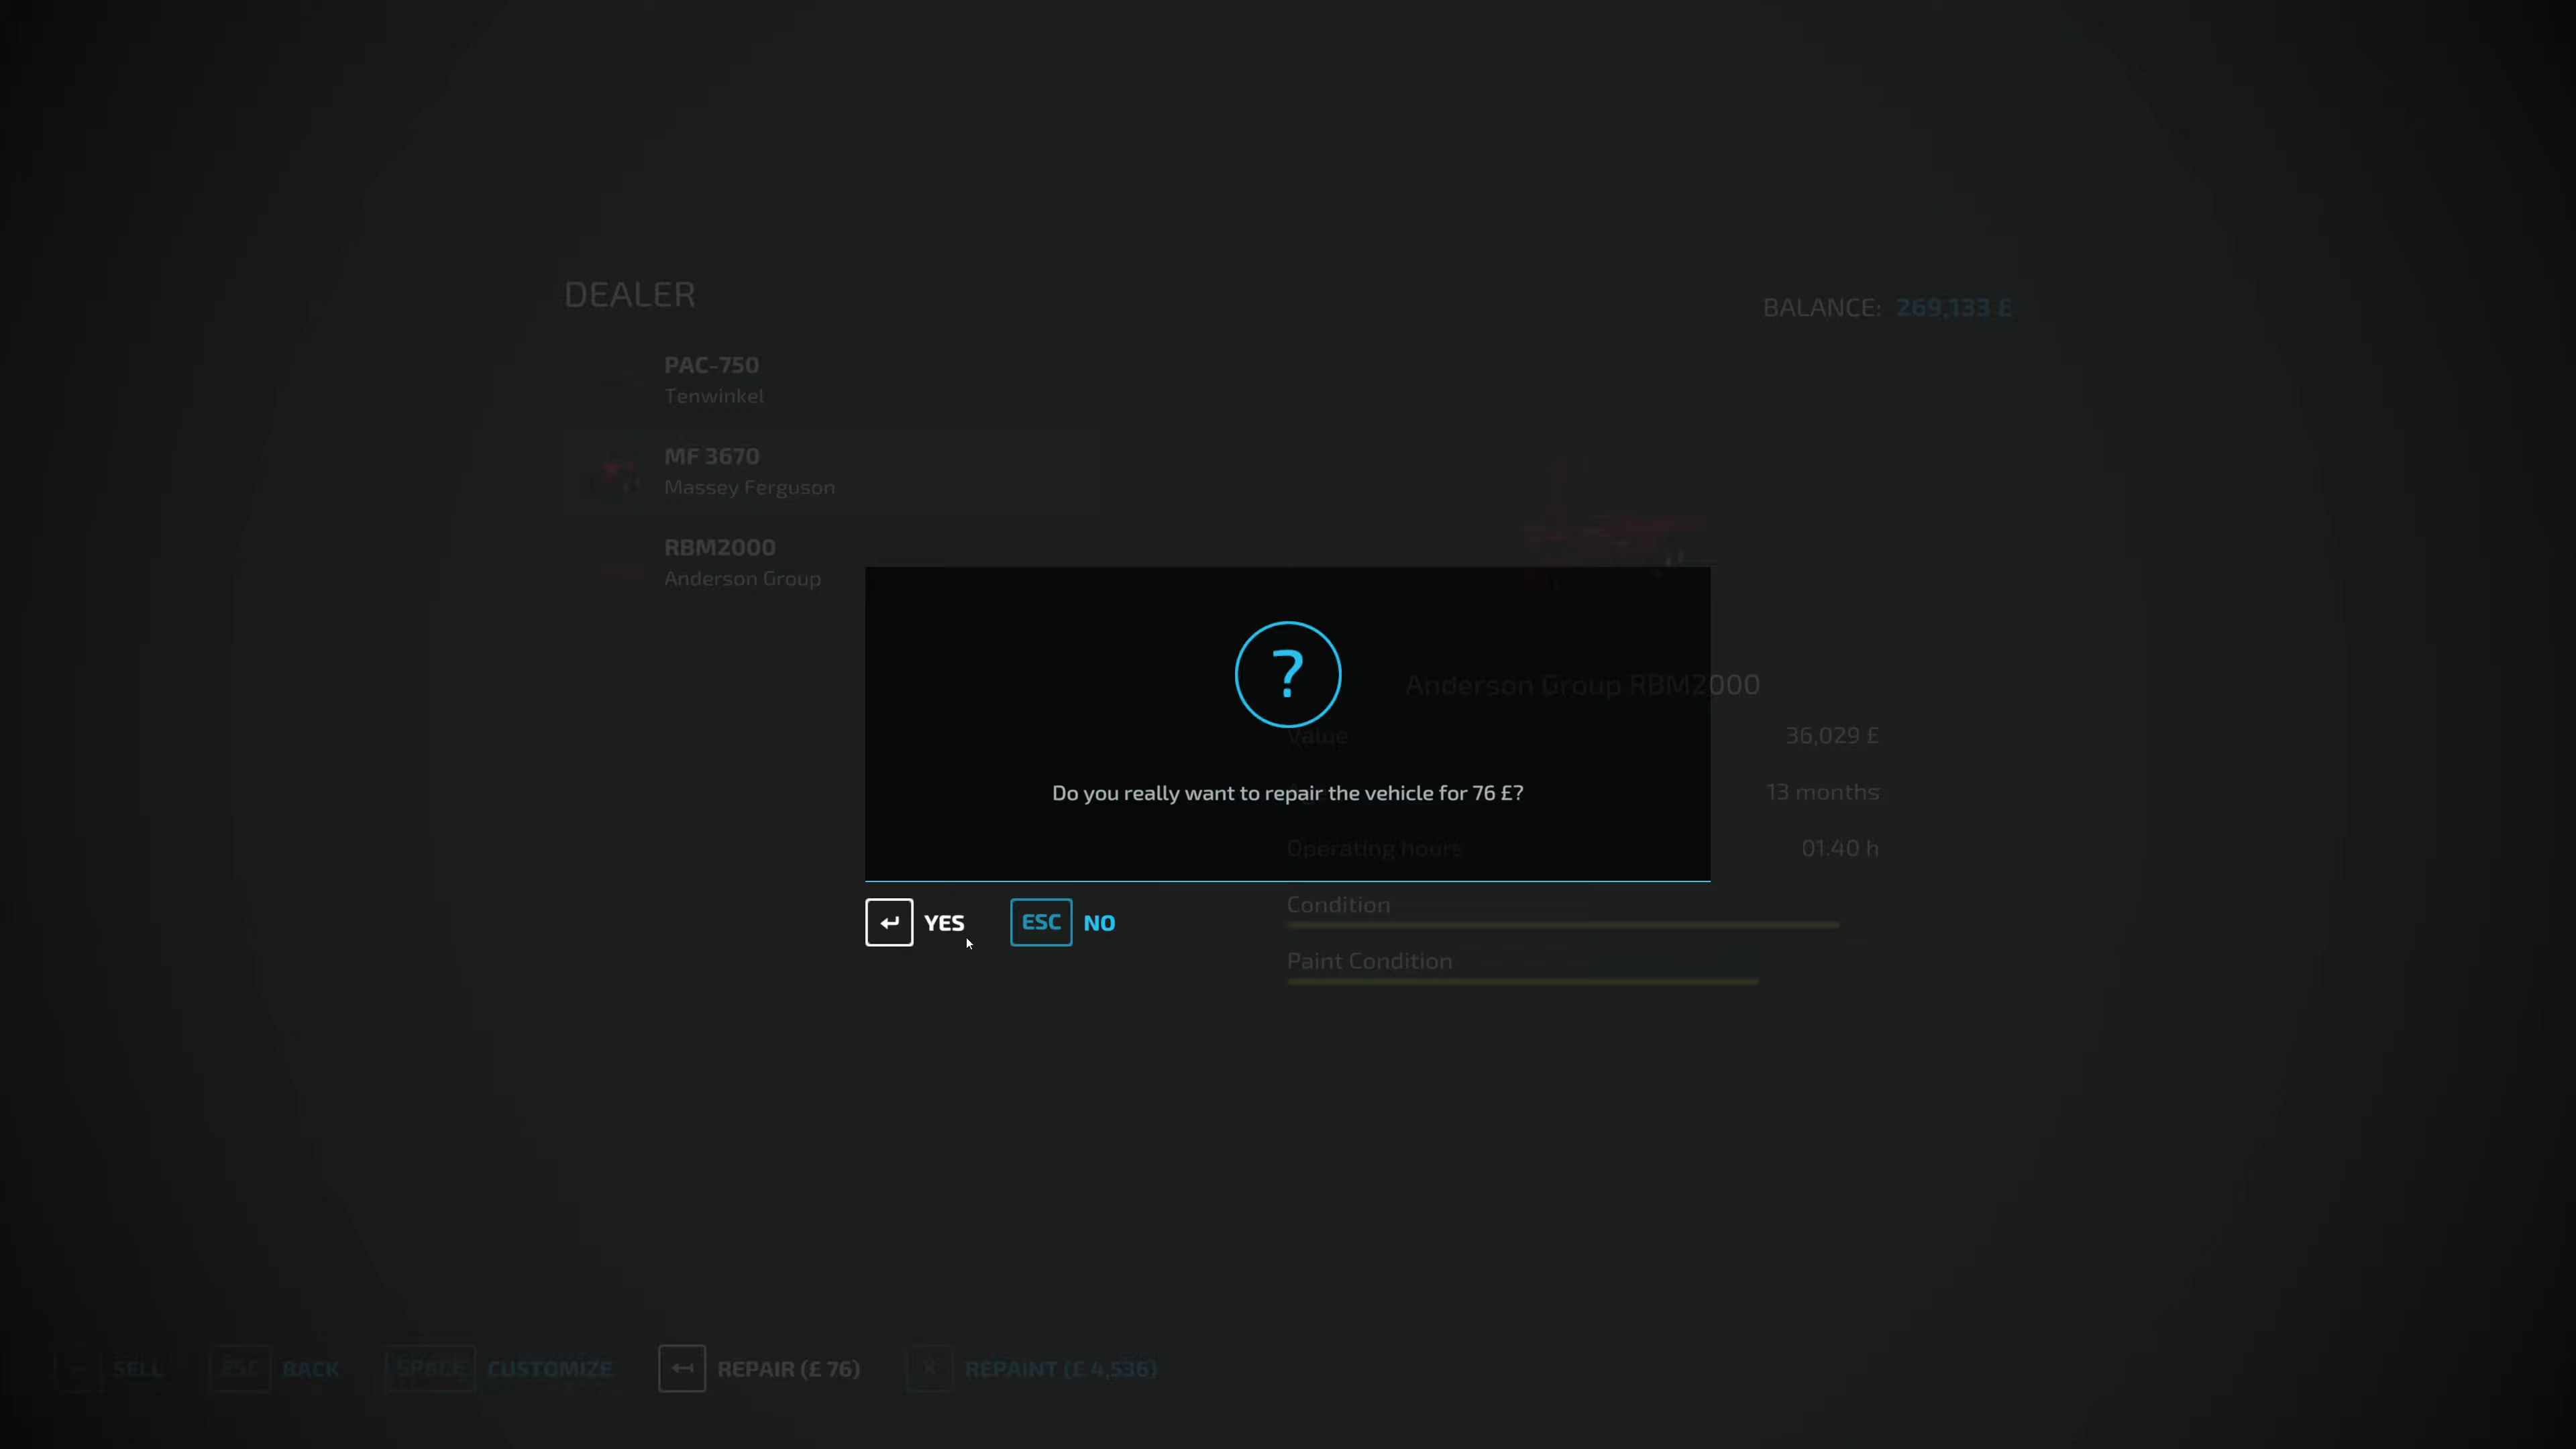 DEALER
BALANCE: 269,133 £
PAC-750
Tenwinkel
MF 3670
Massey Ferguson
RBM2000
Anderson Group
?
Anderson Group RBM2000
Value 36,029 £
Do you really want to repair the vehicle for 76 £?
13 months
Operating hours 01.40 h
YES
ESC NO
Condition
Paint Condition
SELL
ESC BACK
SPACE CUSTOMIZE
REPAIR (£ 76)
X REPAINT (£ 4,536)